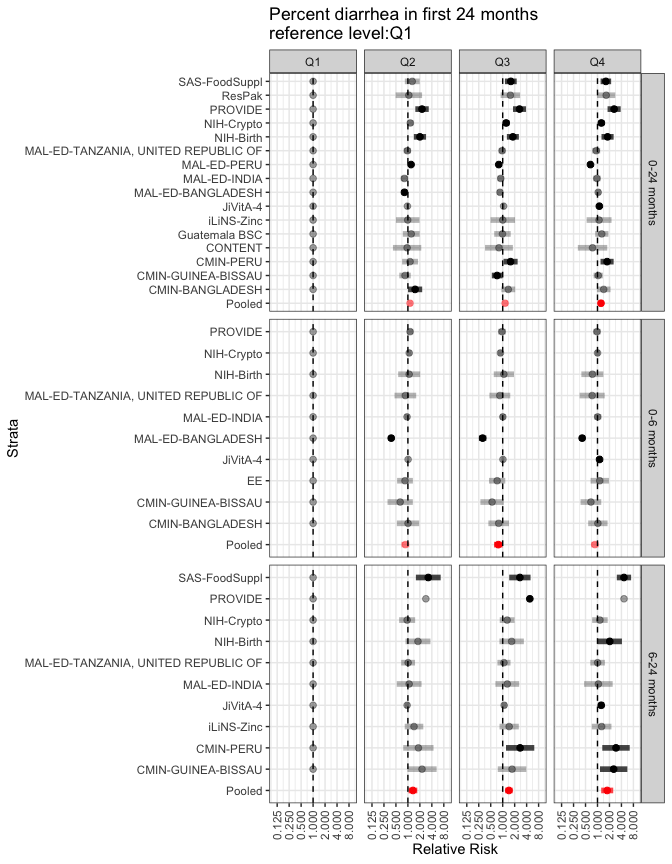 Percent diarrhea in first 24 months
reference level:Q1
Q1 Q2 Q3 Q4
SAS-FoodSuppl
ResPak
PROVIDE
NIH-Crypto
NIH-Birth
MAL-ED-TANZANIA, UNITED REPUBLIC OF
MAL-ED-PERU
MAL-ED-INDIA
MAL-ED-BANGLADESH
JiVitA-4
iLiNS-Zinc
Guatemala BSC
CONTENT
CMIN-PERU
CMIN-GUINEA-BISSAU
CMIN-BANGLADESH
Pooled
0-24 months
PROVIDE
NIH-Crypto
NIH-Birth
MAL-ED-TANZANIA, UNITED REPUBLIC OF
MAL-ED-INDIA
MAL-ED-BANGLADESH
JiVitA-4
EE
CMIN-GUINEA-BISSAU
CMIN-BANGLADESH
Pooled
0-6 months
SAS-FoodSuppl
PROVIDE
NIH-Crypto
NIH-Birth
MAL-ED-TANZANIA, UNITED REPUBLIC OF
MAL-ED-INDIA
JiVitA-4
iLiNS-Zinc
CMIN-PERU
CMIN-GUINEA-BISSAU
Pooled
6-24 months
Strata
0.125 0.250 0.500 1.000 2.000 4.000 8.000 0.125 0.250 0.500 1.000 2.000 4.000 8.000 0.125 0.250 0.500 1.000 2.000 4.000 8.000 0.125 0.250 0.500 1.000 2.000 4.000 8.000
Relative Risk